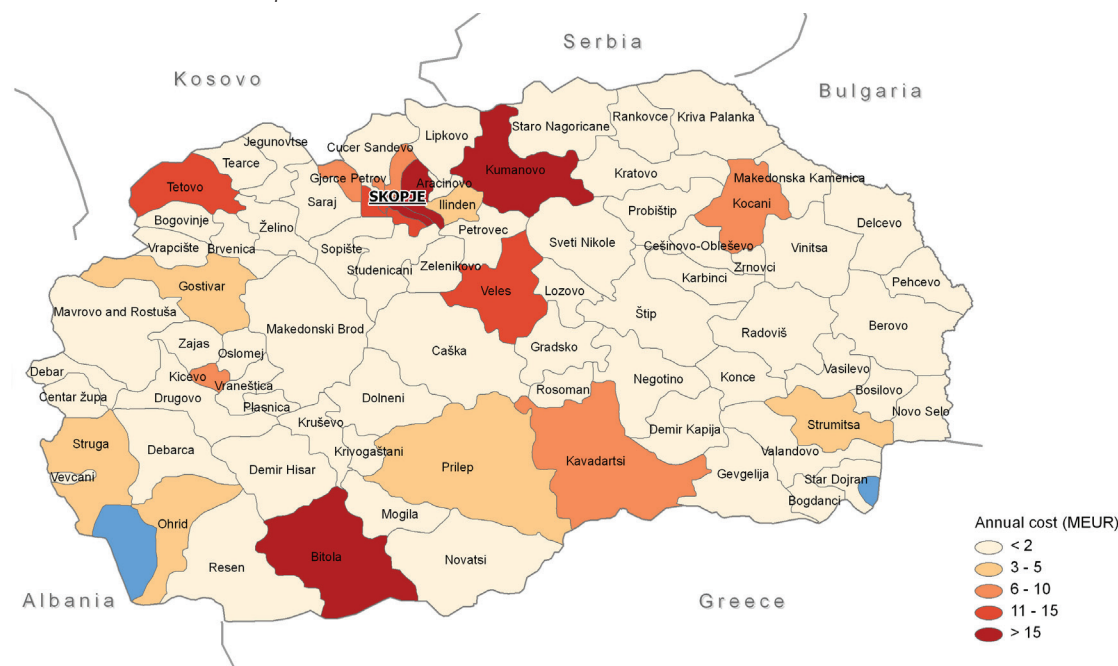 Serbia
Kosovo
Bulgaria
Rankovce
Kriva Palanka
Staro Nagoricane
Lipkovo
Jegunovtse
Cucer Sandevo
Tearce
Kumanovo
Kratovo
Gjorce Petrov
Aracinovo
Makedonska Kamenica
Tetovo
SKOPJE
Saraj
Ilinden
Kocani
Probištip
Bogovinje
Želino
Petrovec
Delcevo
Vrapcište
Brvenica
Sopište
Sveti Nikole
Cešinovo-Obleševo
Vinitsa
Studenicani
Zelenikovo
Zrnovci
Karbinci
Gostivar
Veles
Lozovo
Pehcevo
Mavrovo and Rostuša
Štip
Makedonski Brod
Radoviš
Berovo
Zajas
Oslomej
Caška
Gradsko
Debar
Kicevo
Vraneštica
Negotino
Konce
Vasilevo
Centar župa
Drugovo
Plasnica
Dolneni
Rosoman
Bosilovo
Novo Selo
Kruševo
Strumitsa
Struga
Debarca
Krivogaštani
Demir Kapija
Valandovo
Vevcani
Demir Hisar
Prilep
Kavadartsi
Gevgelija
Star Dojran
Bogdanci
Mogila
Ohrid
Bitola
Novatsi
Resen
Albania
Greece
Annual cost (MEUR)
< 2
3 - 5
6 - 10
11 - 15
> 15